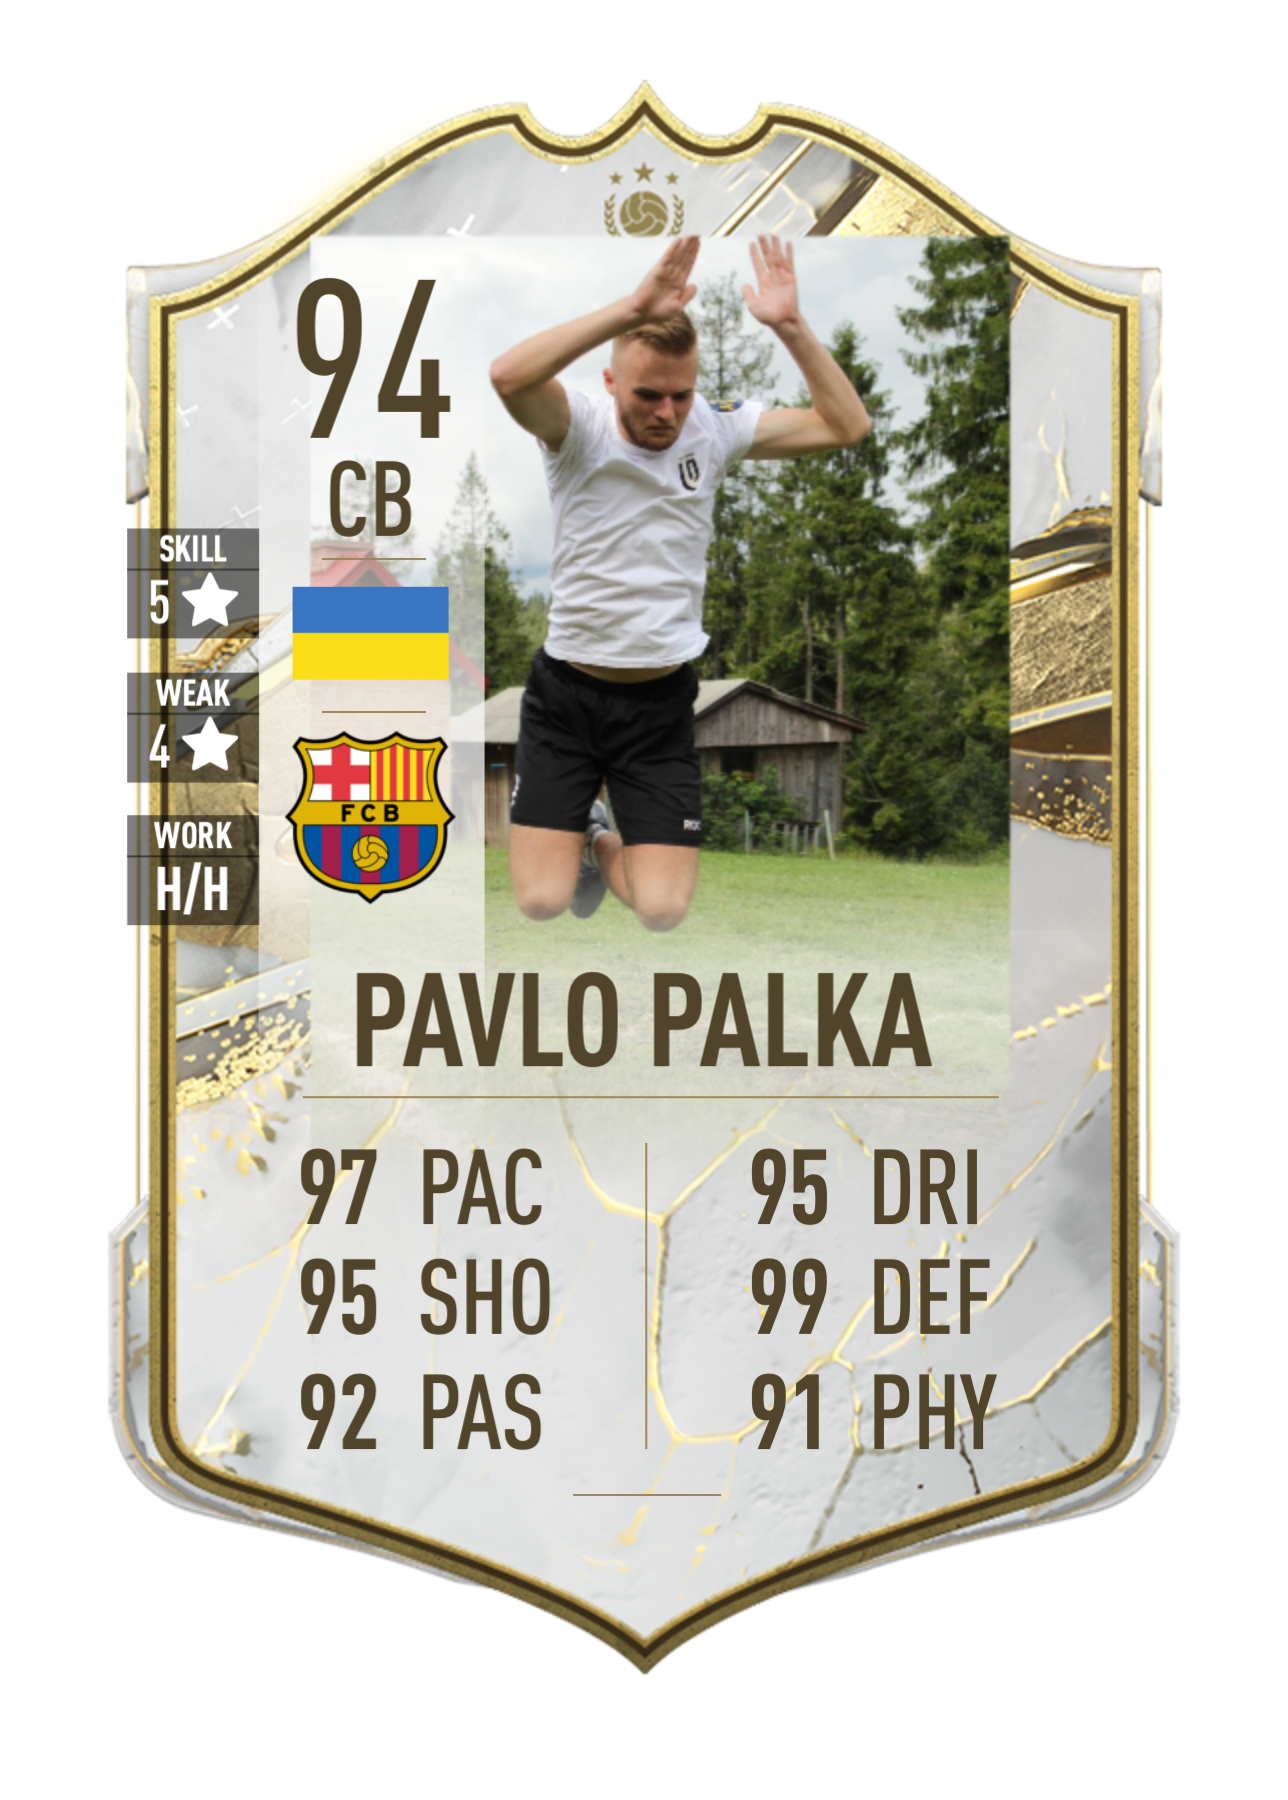 94
CB
SKILL
5
WEAK
4
WORK
H/H
FCB
PAVLO PALKA
97 PAC
95 SHO
92 PAS
95 DRI
99 DEF
91 PHY